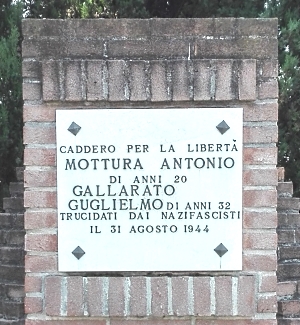 CADDERO PER LA LIBERTÀ
MOTTURA ANTONIO
DI ANNI 20
GALLARATO
GUGLIELMO DI ANNI 32
TRUCIDATI DAI NAZIFASCISTI
IL 31 AGOSTO 1944